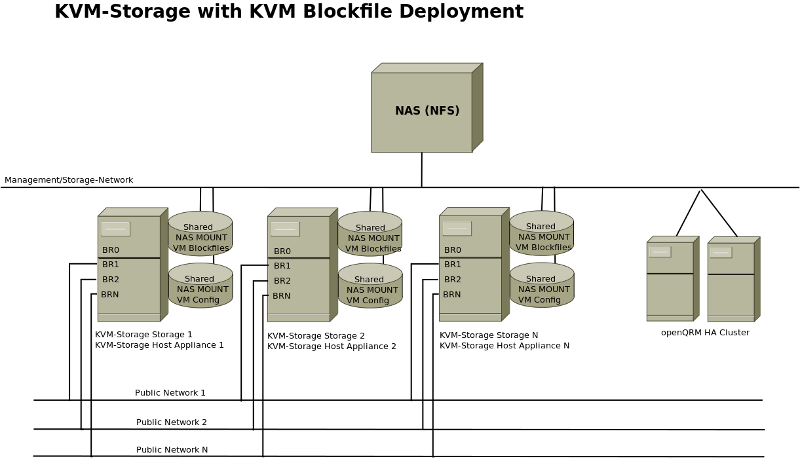 KVM-Storage with KVM Blockfile Deployment
NAS (NFS)
Management/Storage-Network
BR0
BR1
BR2
BRN
Shared
NAS MOUNT
VM Blockfiles
Shared
NAS MOUNT
VM Config
KVM-Storage Storage 1
KVM-Storage Host Appliance 1
BR0
BR1
BR2
BRN
Shared
NAS MOUNT
VM Blockfiles
Shared
NAS MOUNT
VM Config
KVM-Storage Storage 2
KVM-Storage Host Appliance 2
BR0
BR1
BR2
BRN
Shared
NAS MOUNT
VM Blockfiles
Shared
NAS MOUNT
VM Config
KVM-Storage Storage N
KVM-Storage Host Appliance N
openQRM HA Cluster
Public Network 1
Public Network 2
Public Network N